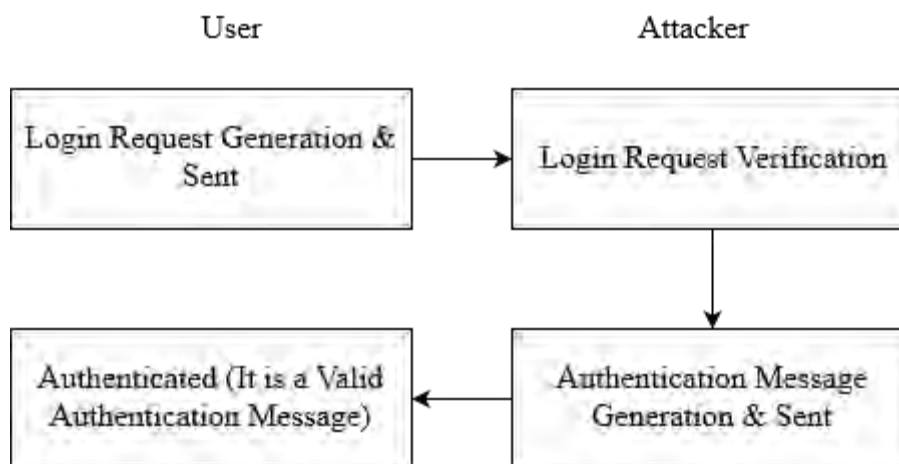 User
Attacker
Login Request Generation &
Sent
Login Request Verification
Authentication Message
Generation & Sent
Authenticated (It is a Valid
Authentication Message)